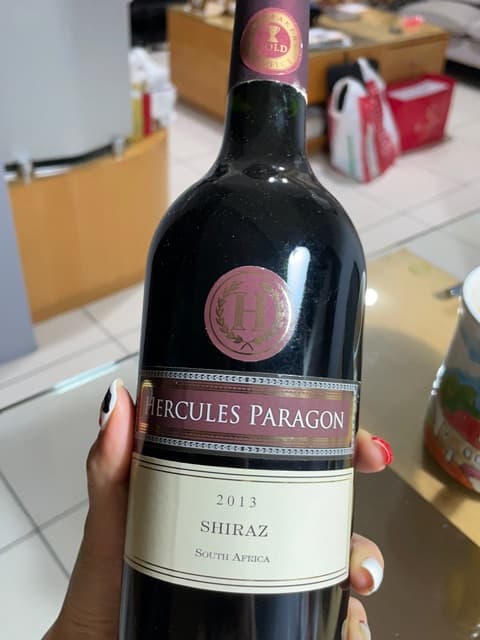 GOLD
H
HERCULES PARAGON
2013
SHIRAZ
SOUTH AFRICA